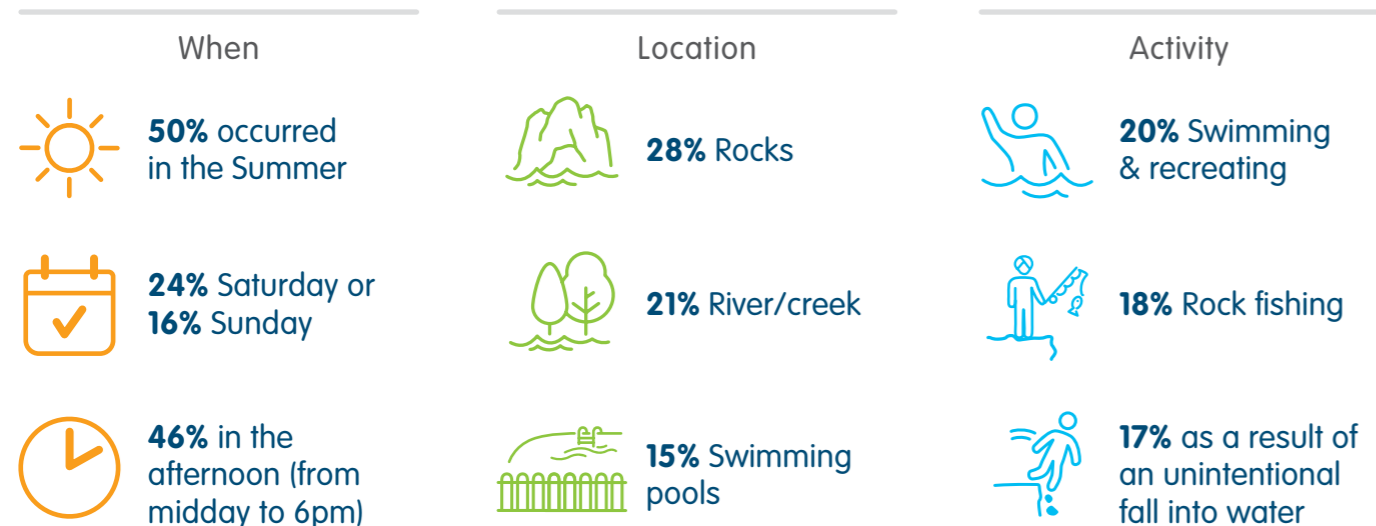 When
50% occurred
in the Summer
24% Saturday or
16% Sunday
46% in the
afternoon (from
midday to 6pm)
Location
28% Rocks
21% River/creek
15% Swimming
pools
Activity
20% Swimming
& recreating
18% Rock fishing
17% as a result of
an unintentional
fall into water